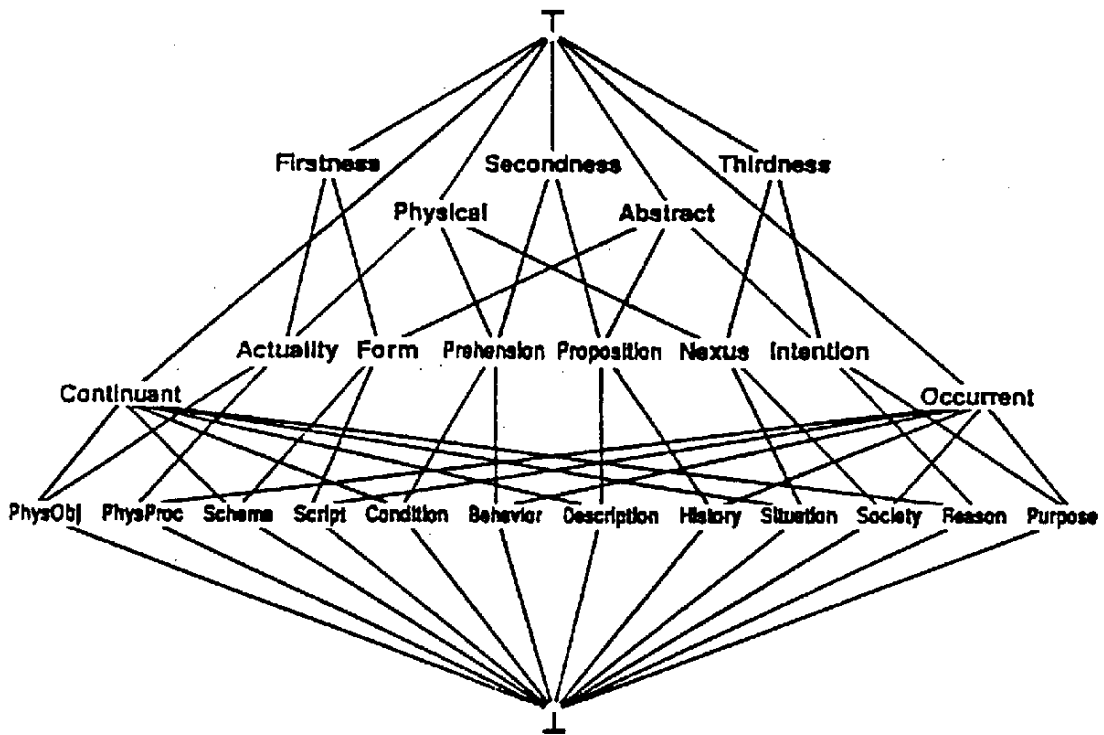 T
Firstness Secondness Thirdness
Physical Abstract
Actuality Form Prehension Proposition Nexus Intention
Continuant Occurrent
PhysObj PhysProc Schema Script Condition Behavior Description History Situation Society Reason Purpose
⊥